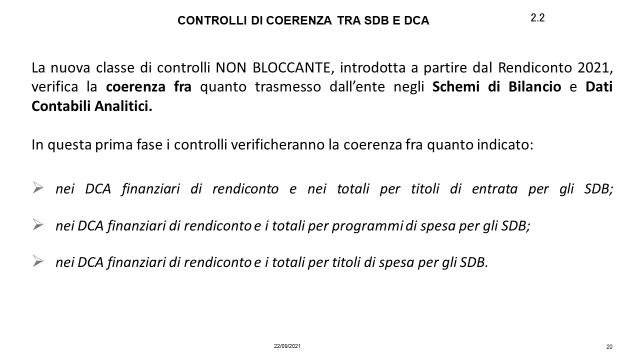 CONTROLLI DI COERENZA TRA SDB E DCA
2.2
La nuova classe di controlli NON BLOCCANTE, introdotta a partire dal Rendiconto 2021,
verifica la coerenza fra quanto trasmesso dall'ente negli Schemi di Bilancio e Dati
Contabili Analitici.
In questa prima fase i controlli verificheranno la coerenza fra quanto indicato:
nei DCA finanziari di rendiconto e nei totali per titoli di entrata per gli SDB;
nei DCA finanziari di rendiconto e i totali per programmi di spesa per gli SDB;
nei DCA finanziari di rendiconto e i totali per titoli di spesa per gli SDB.
22/09/2021
20